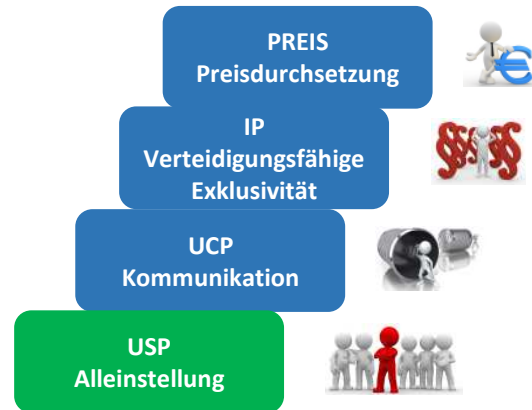 PREIS
Preisdurchsetzung
IP
Verteidigungsfähige
Exklusivität
UCP
Kommunikation
USP
Alleinstellung